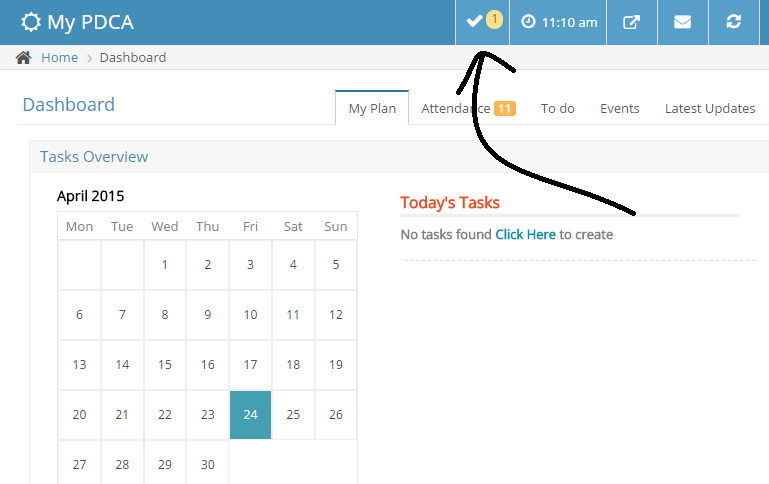 My PDCA 1 11:10 am
Home > Dashboard
Dashboard My Plan Attendance 11 To do Events Latest Updates
Tasks Overview
April 2015
Mon Tue Wed Thu Fri Sat Sun
Today's Tasks
No tasks found Click Here to create
1 2 3 4 5
6 7 8 9 10 11 12
13 14 15 16 17 18 19
20 21 22 23 24 25 26
27 28 29 30